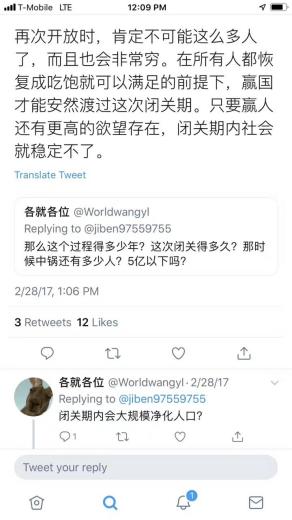 T-Mobile LTE 12:09 PM
再次开放时，肯定不可能这么多人
了，而且也会非常穷。在所有人都恢
复成吃饱就可以满足的前提下，赢国
才能安然渡过这次闭关期。只要赢人
还有更高的欲望存在，闭关期内社会
就稳定不了。
Translate Tweet
各就各位 @Worldwangyl
Replying to @jiben97559755
那么这个过程得多少年？这次闭关得多久？那时
候中锅还有多少人？5亿以下吗？
2/28/17, 1:06 PM
3 Retweets 12 Likes
各就各位 @Worldwangyl · 2/28/17
Replying to @jiben97559755
闭关期内会大规模净化人口？
1
Tweet your reply
1